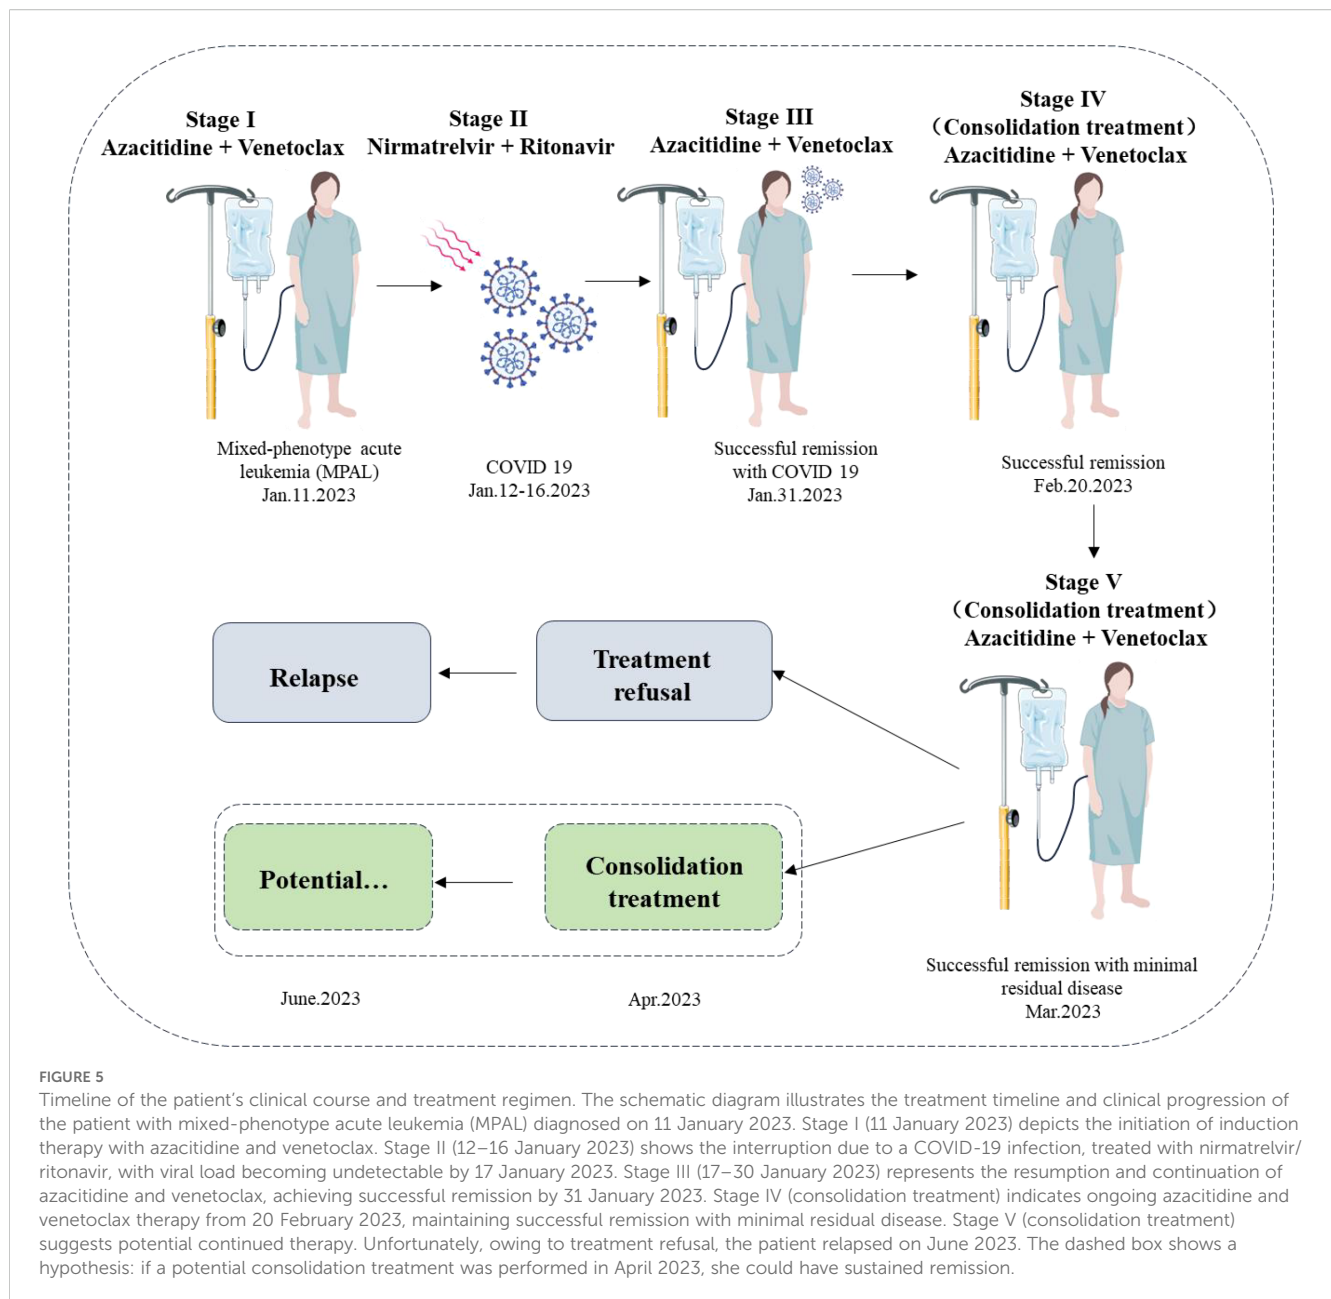 Stage I
Azacitidine + Venetoclax
Stage II
Nirmatrelvir + Ritonavir
Stage III
Azacitidine + Venetoclax
Stage IV
（Consolidation treatment）
Azacitidine + Venetoclax
Mixed-phenotype acute
leukemia (MPAL)
Jan.11.2023
COVID 19
Jan.12-16.2023
Successful remission
with COVID 19
Jan.31.2023
Successful remission
Feb.20.2023
Stage V
（Consolidation treatment）
Azacitidine + Venetoclax
Relapse
Treatment
refusal
Potential…
Consolidation
treatment
Successful remission with minimal
residual disease
Mar.2023
June.2023
Apr.2023
FIGURE 5
Timeline of the patient's clinical course and treatment regimen. The schematic diagram illustrates the treatment timeline and clinical progression of
the patient with mixed-phenotype acute leukemia (MPAL) diagnosed on 11 January 2023. Stage I (11 January 2023) depicts the initiation of induction
therapy with azacitidine and venetoclax. Stage II (12–16 January 2023) shows the interruption due to a COVID-19 infection, treated with nirmatrelvir/
ritonavir, with viral load becoming undetectable by 17 January 2023. Stage III (17–30 January 2023) represents the resumption and continuation of
azacitidine and venetoclax, achieving successful remission by 31 January 2023. Stage IV (consolidation treatment) indicates ongoing azacitidine and
venetoclax therapy from 20 February 2023, maintaining successful remission with minimal residual disease. Stage V (consolidation treatment)
suggests potential continued therapy. Unfortunately, owing to treatment refusal, the patient relapsed on June 2023. The dashed box shows a
hypothesis: if a potential consolidation treatment was performed in April 2023, she could have sustained remission.